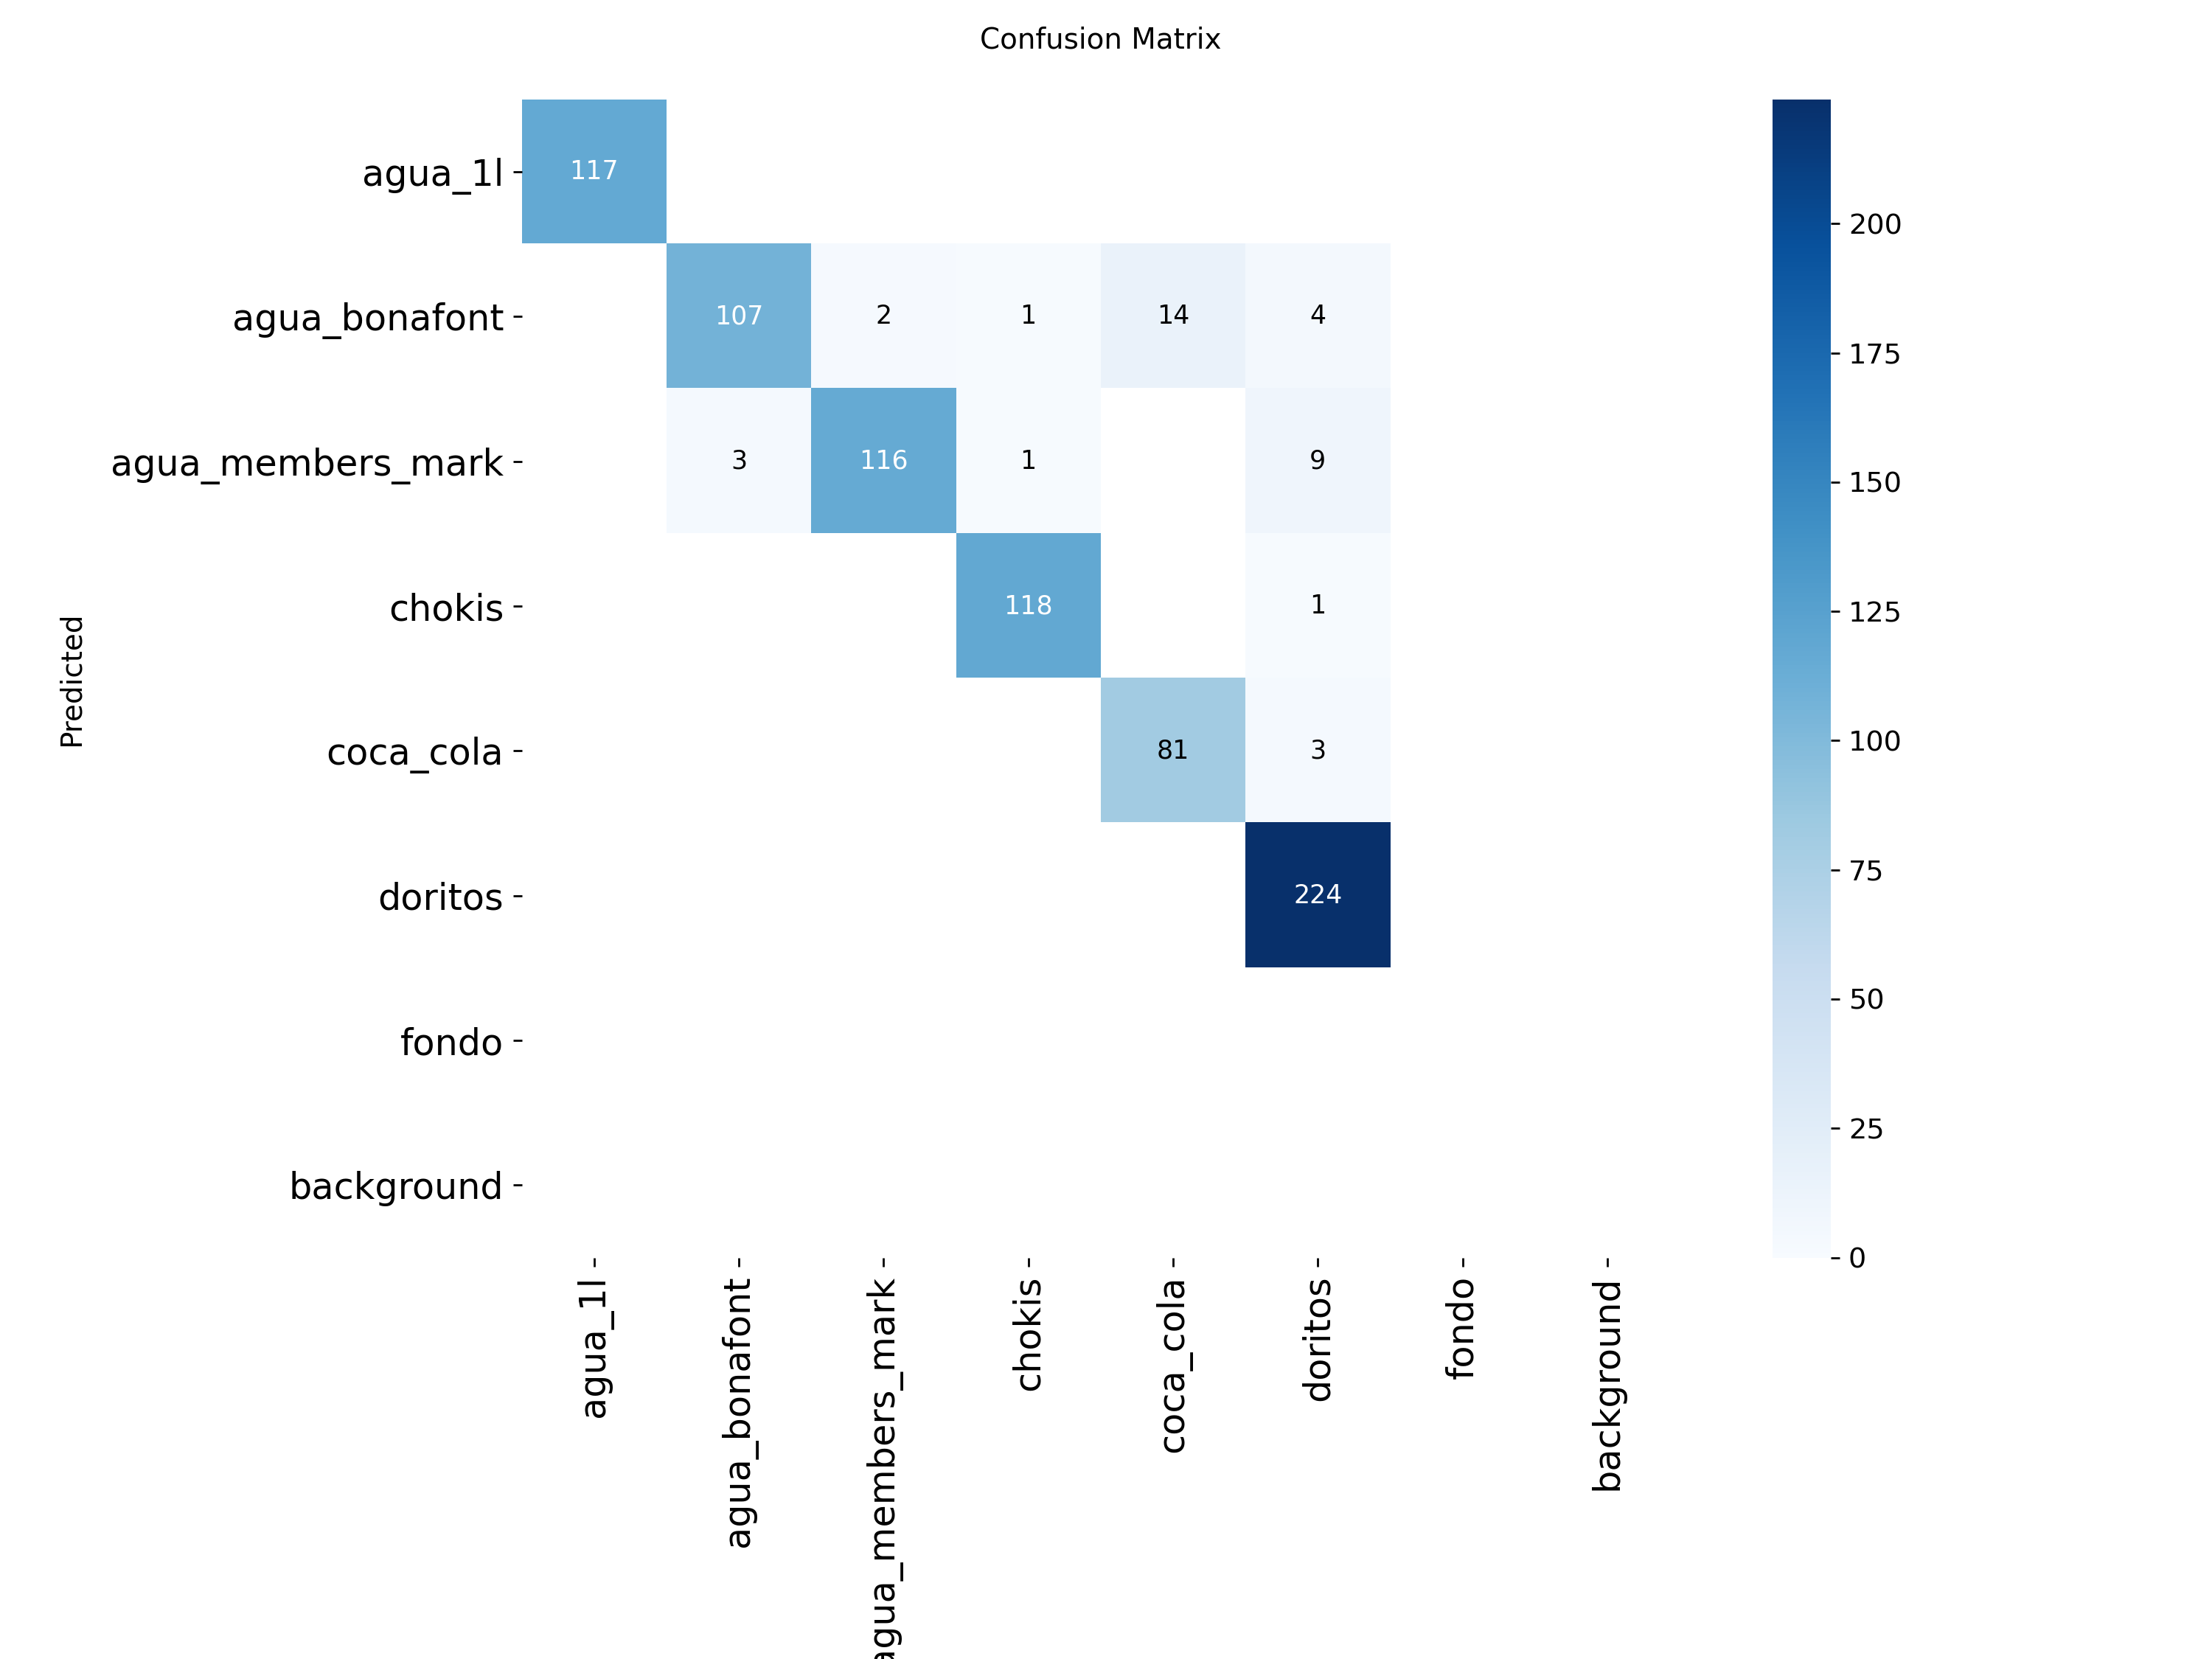 Confusion Matrix
agua_1l
117
agua_bonafont
107 2 1 14 4
agua_members_mark
3 116 1 9
chokis
118 1
coca_cola
81 3
doritos
224
fondo
background
Predicted
agua_1l
agua_bonafont
agua_members_mark
chokis
coca_cola
doritos
fondo
background
200
175
150
125
100
75
50
25
0